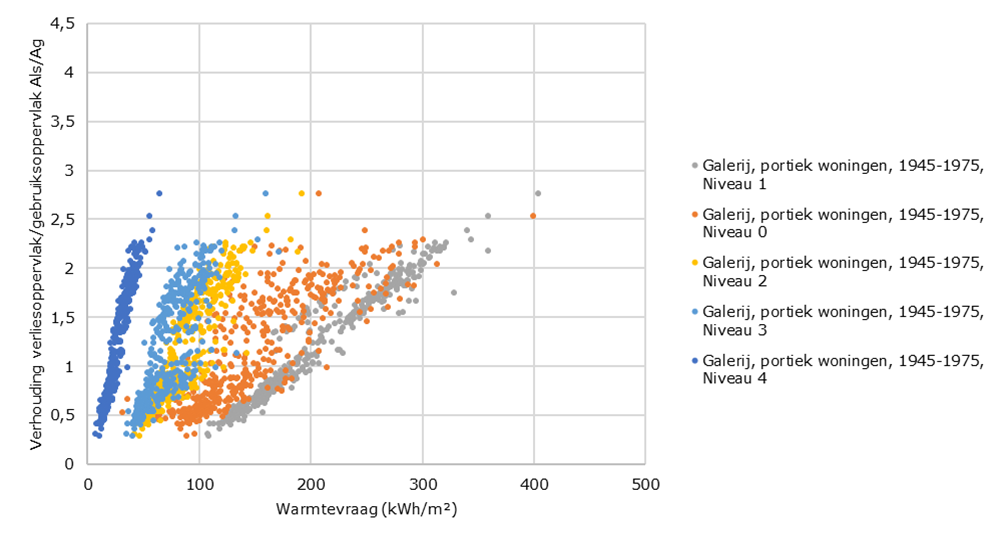 Verhouding verliesoppervlak/gebruiksoppervlak Als/Ag
4,5
4
3,5
3
2,5
2
1,5
1
0,5
0
0 100 200 300 400 500
Warmtevraag (kWh/m²)
Galerij, portiek woningen, 1945-1975,
Niveau 1
Galerij, portiek woningen, 1945-1975,
Niveau 0
Galerij, portiek woningen, 1945-1975,
Niveau 2
Galerij, portiek woningen, 1945-1975,
Niveau 3
Galerij, portiek woningen, 1945-1975,
Niveau 4